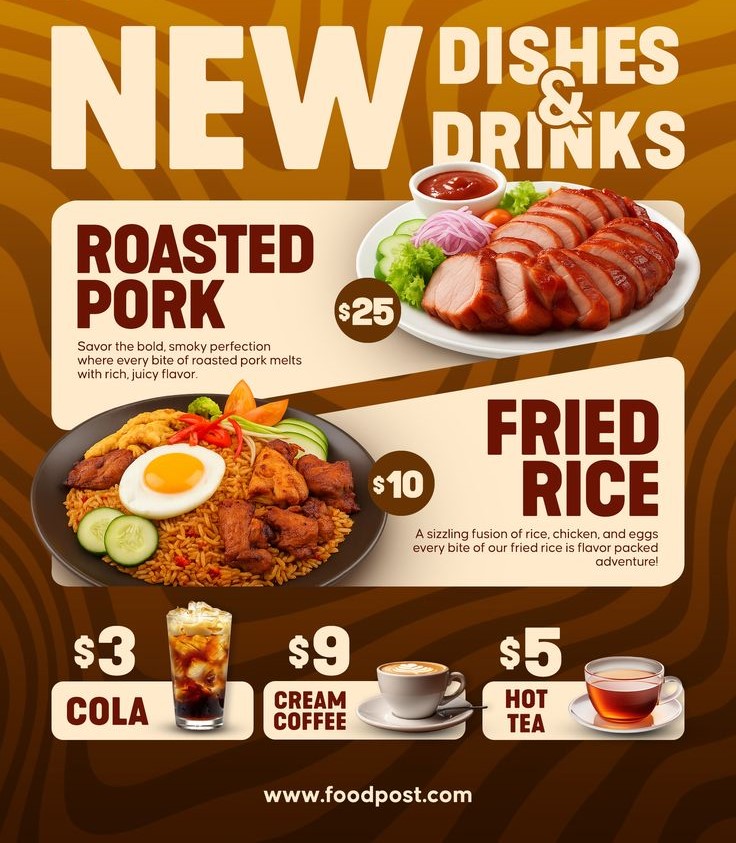 NEW
DISHES
&
DRINKS
ROASTED
PORK
$25
Savor the bold, smoky perfection
where every bite of roasted pork melts
with rich, juicy flavor.
FRIED
RICE
$10
A sizzling fusion of rice, chicken, and eggs
every bite of our fried rice is flavor packed
adventure!
$3
COLA
$9
CREAM
COFFEE
$5
HOT
TEA
www.foodpost.com